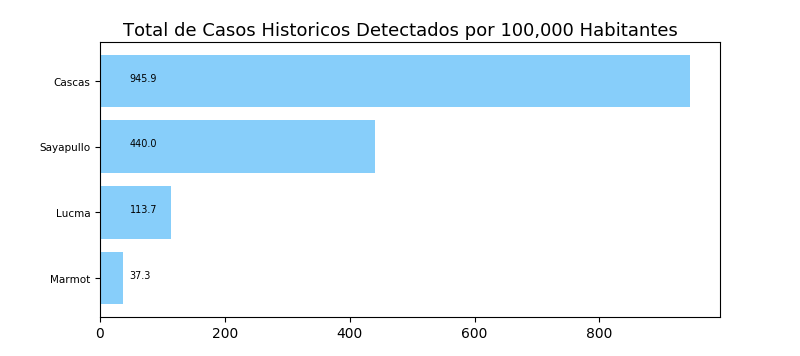 Total de Casos Historicos Detectados por 100,000 Habitantes
Cascas 945.9
Sayapullo 440.0
Lucma 113.7
Marmot 37.3
0 200 400 600 800